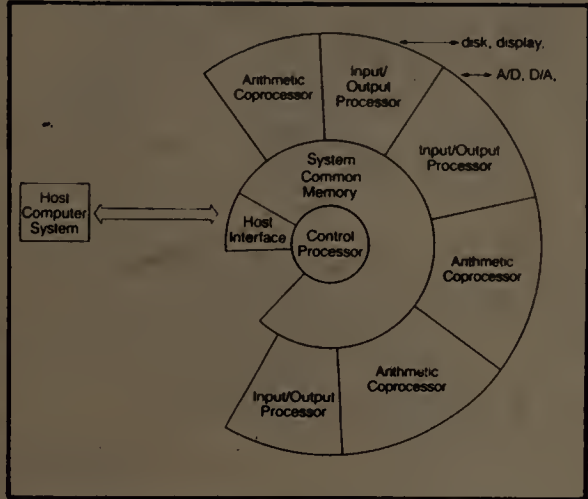 disk, display,
A/D, D/A,
Arithmetic
Coprocessor
Input/
Output
Processor
Input/Output
Processor
System
Common
Memory
Host
Computer
System
Host
Interface
Control
Processor
Arithmetic
Coprocessor
Arithmetic
Coprocessor
Input/Output
Processor